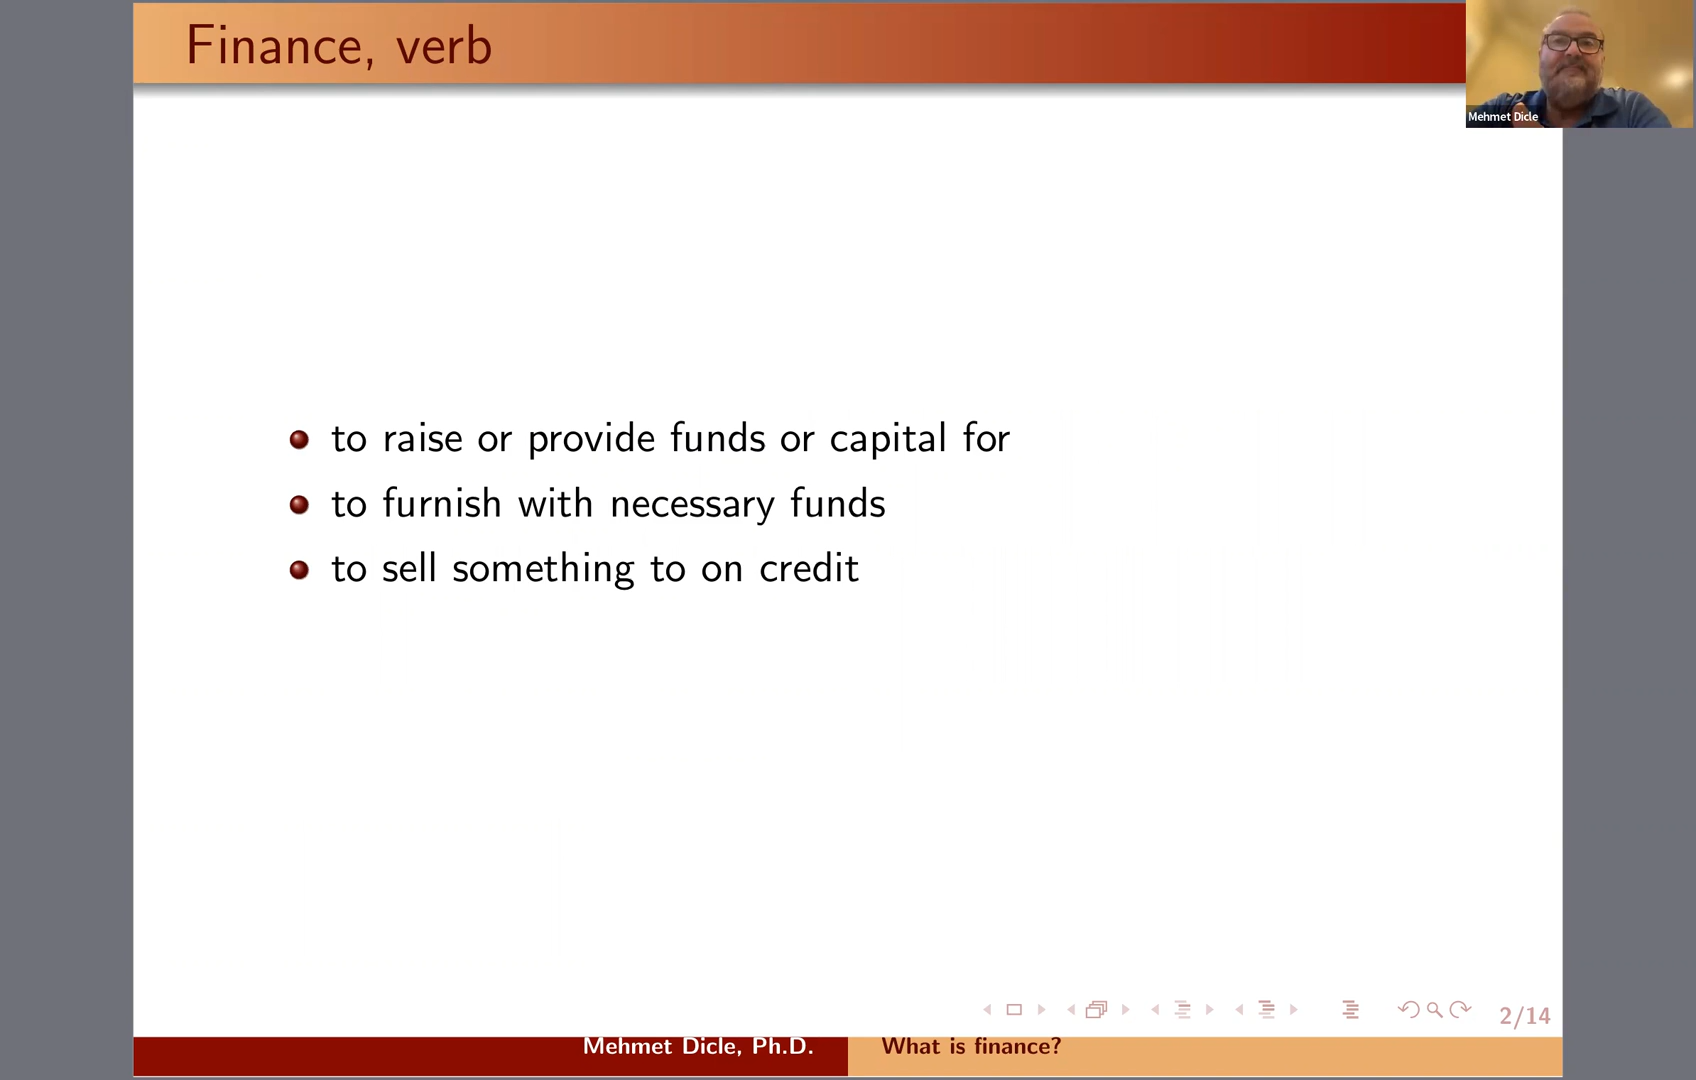 Finance, verb
Mehmet Dicle
to raise or provide funds or capital for
to furnish with necessary funds
to sell something to on credit
2/14
Mehmet Dicle, Ph.D.
What is finance?